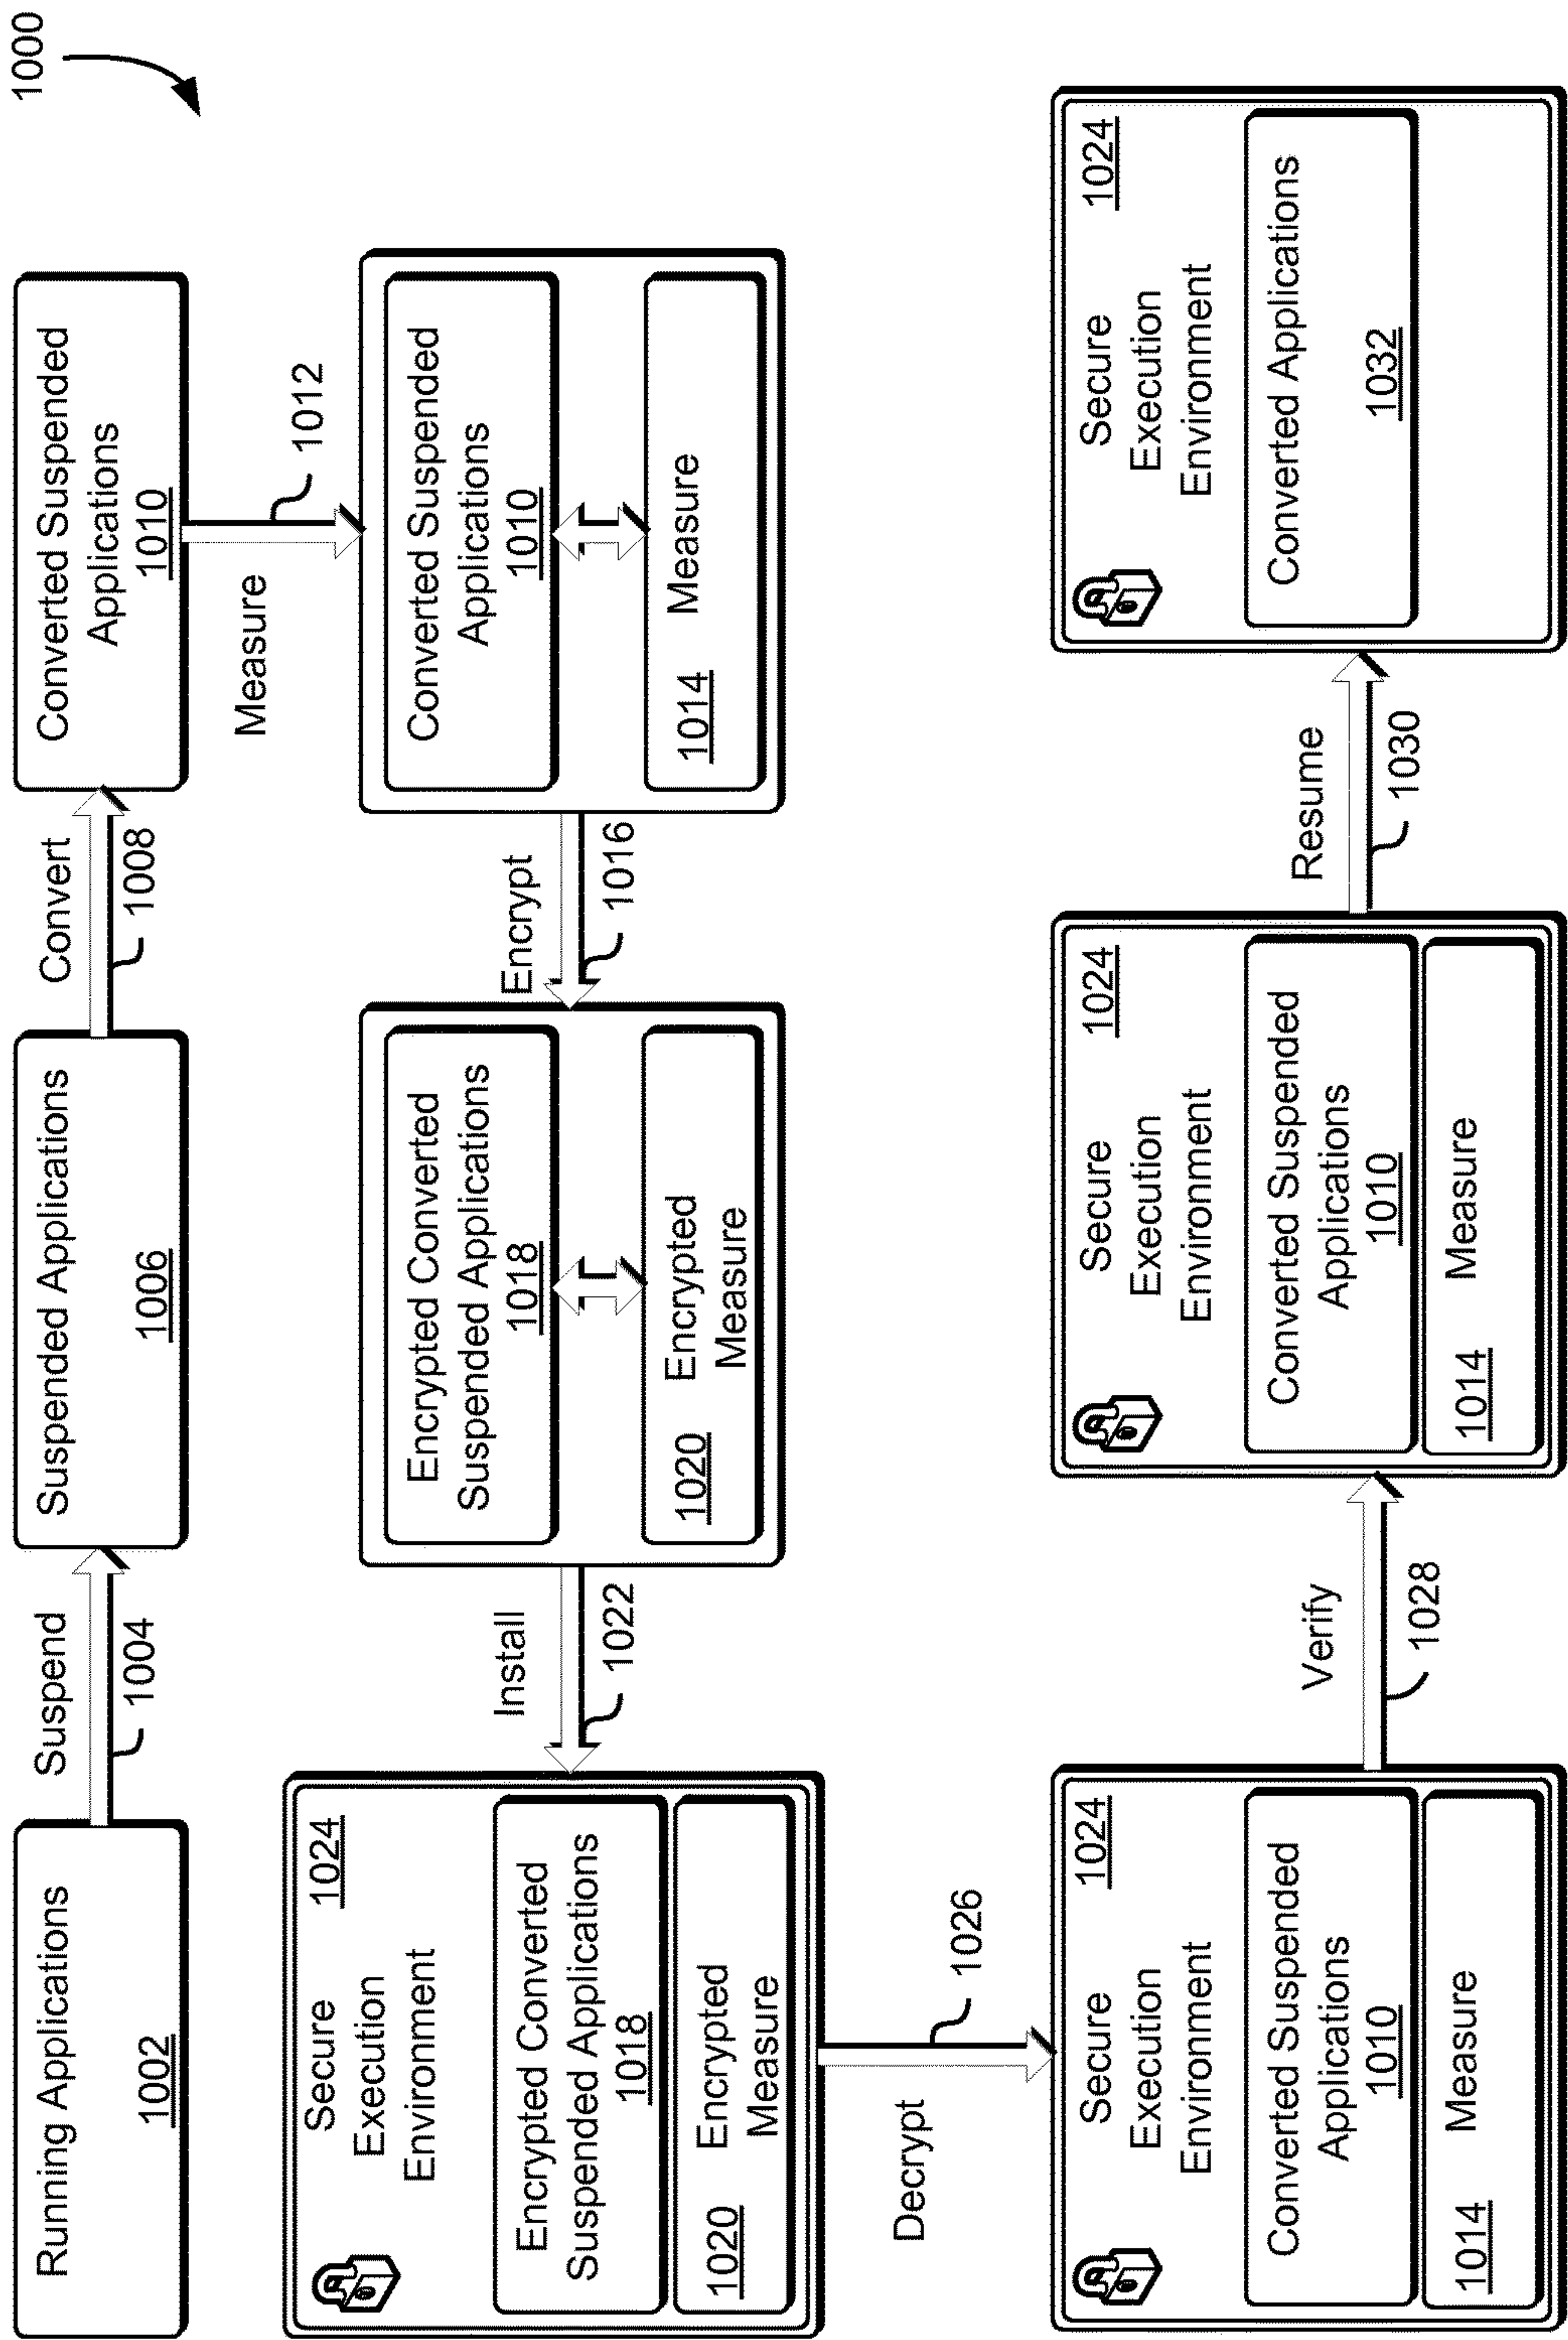 1000
Running Applications
1002
Suspend
1004
Suspended Applications
1006
Convert
1008
Converted Suspended
Applications
1010
Measure
1012
Converted Suspended
Applications
1010
1014
Measure
Encrypt
1016
Encrypted Converted
Suspended Applications
1018
1020
Encrypted
Measure
Install
1022
Secure
Execution
Environment
1024
Encrypted Converted
Suspended Applications
1018
1020
Encrypted
Measure
Decrypt
1026
Secure
Execution
Environment
1024
Converted Suspended
Applications
1010
1014
Measure
Verify
1028
Secure
Execution
Environment
1024
Converted Suspended
Applications
1010
1014
Measure
Resume
1030
Secure
Execution
Environment
1024
Converted Applications
1032